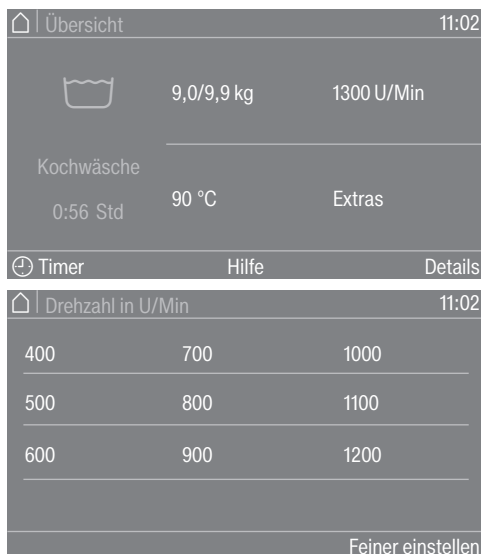 Übersicht 11:02
9,0/9,9 kg 1300 U/Min
Kochwäsche
0:56 Std
90 °C Extras
Timer Hilfe Details
Drehzahl in U/Min 11:02
400 700 1000
500 800 1100
600 900 1200
Feiner einstellen